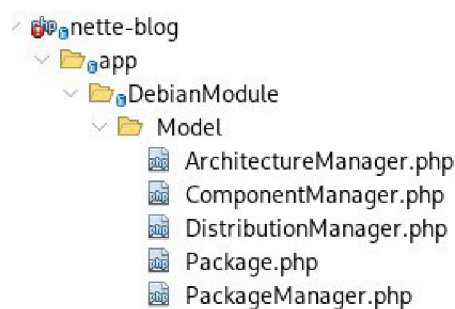 nette-blog
app
DebianModule
Model
ArchitectureManager.php
ComponentManager.php
DistributionManager.php
Package.php
PackageManager.php